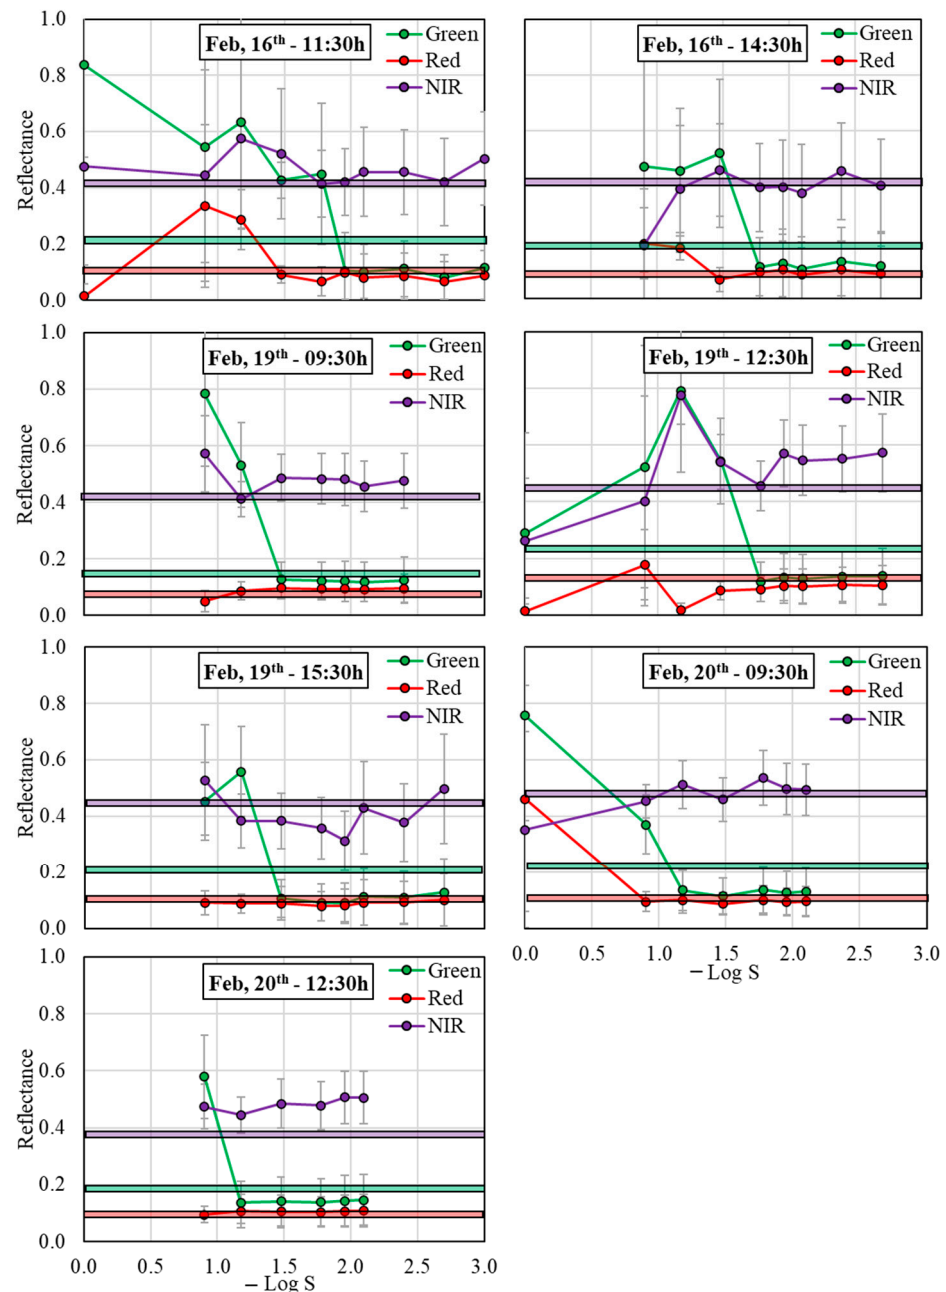 Feb, 16th - 11:30h
Green
Red
NIR
1.0
0.8
0.6
0.4
0.2
0.0
Reflectance
Feb, 16th - 14:30h
Green
Red
NIR
Feb, 19th - 09:30h
Green
Red
NIR
1.0
0.8
0.6
0.4
0.2
0.0
Reflectance
Feb, 19th - 12:30h
Green
Red
NIR
Feb, 19th - 15:30h
Green
Red
NIR
1.0
0.8
0.6
0.4
0.2
0.0
Reflectance
Feb, 20th - 09:30h
Green
Red
NIR
0.0 0.5 1.0 1.5 2.0 2.5 3.0
– Log S
Feb, 20th - 12:30h
Green
Red
NIR
1.0
0.8
0.6
0.4
0.2
0.0
Reflectance
0.0 0.5 1.0 1.5 2.0 2.5 3.0
– Log S